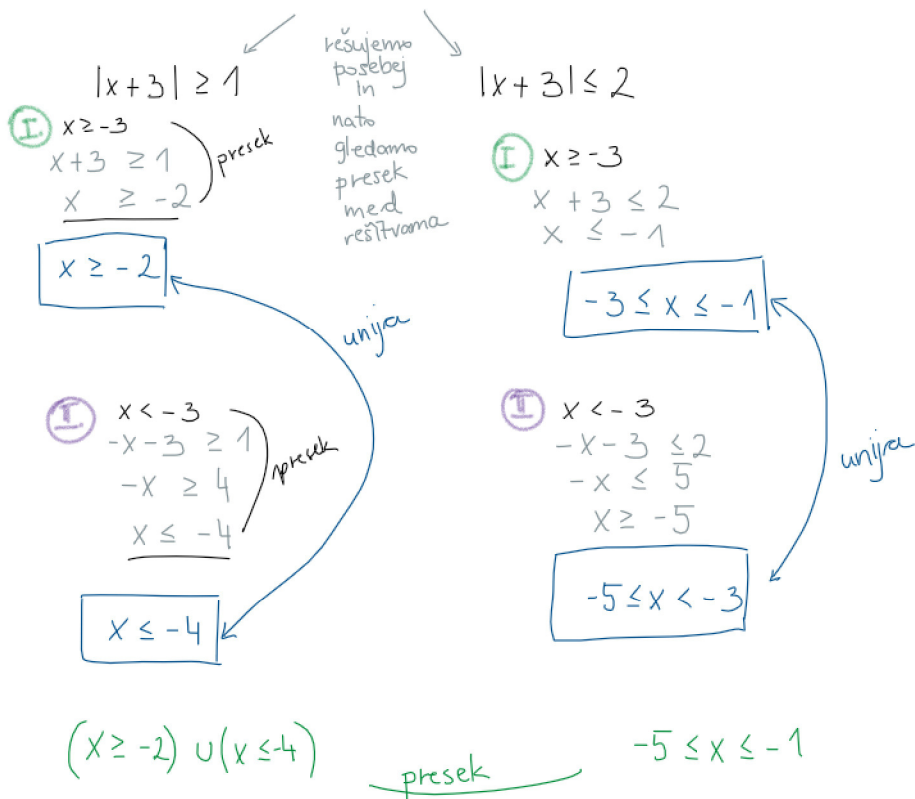 rešujemo
posebej
in
nato
gledamo
presek
med
rešitvama
|x+3| ≥ 1
I. x ≥ -3
x+3 ≥ 1
x ≥ -2
presek
x ≥ -2
unija
II x < -3
-x-3 ≥ 1
-x ≥ 4
x ≤ -4
presek
x ≤ -4
|x+3| ≤ 2
I x ≥ -3
x + 3 ≤ 2
x ≤ -1
-3 ≤ x ≤ -1
II x < -3
-x-3 ≤ 2
-x ≤ 5
x ≥ -5
unija
-5 ≤ x < -3
(x ≥ -2) ∪ (x ≤ -4)
presek
-5 ≤ x ≤ -1